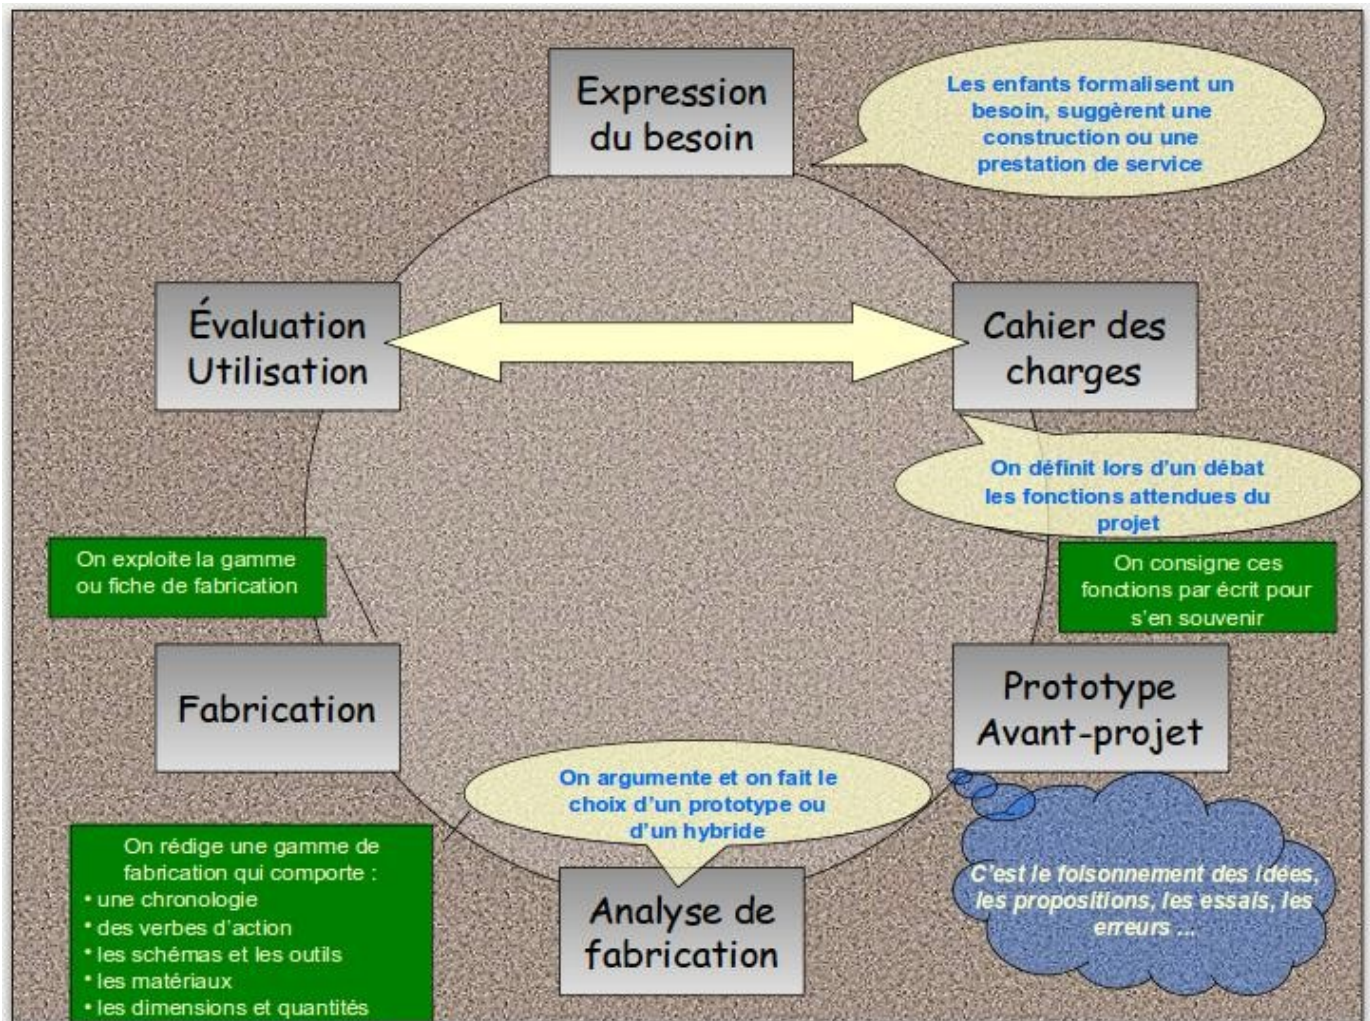 Expression
du besoin
Les enfants formalisent un
besoin, suggèrent une
construction ou une
prestation de service
Évaluation
Utilisation
Cahier des
charges
On définit lors d'un débat
les fonctions attendues du
projet
On exploite la gamme
ou fiche de fabrication
On consigne ces
fonctions par écrit pour
s'en souvenir
Fabrication
Prototype
Avant-projet
On argumente et on fait le
choix d'un prototype ou
d'un hybride
On rédige une gamme de
fabrication qui comporte :
• une chronologie
• des verbes d'action
• les schémas et les outils
• les matériaux
• les dimensions et quantités
Analyse de
fabrication
C'est le foisonnement des idées,
les propositions, les essais, les
erreurs ...